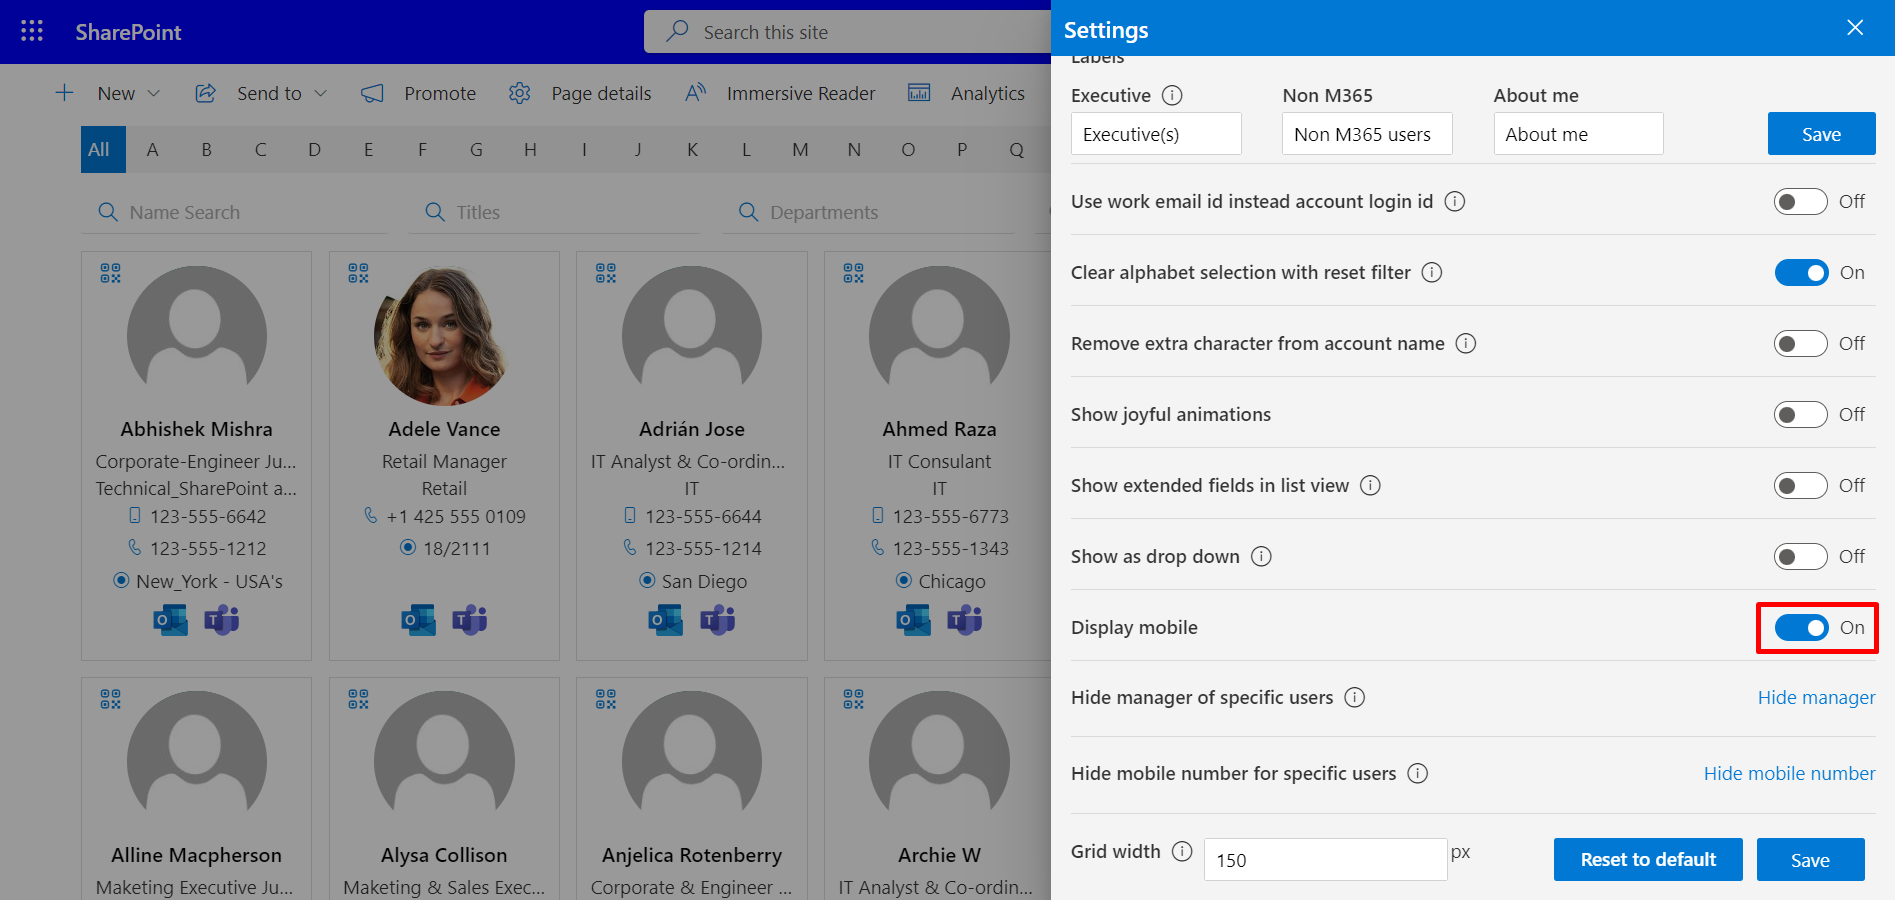 SharePoint
Search this site
New
Send to
Promote
Page details
Immersive Reader
Analytics
All A B C D E F G H I J K L M N O P Q
Name Search
Titles
Departments
Abhishek Mishra
Corporate-Engineer Ju...
Technical_SharePoint a...
123-555-6642
123-555-1212
New_York - USA's
Adele Vance
Retail Manager
Retail
+1 425 555 0109
18/2111
Adrián Jose
IT Analyst & Co-ordin...
IT
123-555-6644
123-555-1214
San Diego
Ahmed Raza
IT Consulant
IT
123-555-6773
123-555-1343
Chicago
Alline Macpherson
Maketing Executive Ju...
Alysa Collison
Maketing & Sales Exec...
Anjelica Rotenberry
Corporate & Engineer ...
Archie W
IT Analyst & Co-ordin...
Settings
Labels
Executive
Non M365
About me
Executive(s)
Non M365 users
About me
Save
Use work email id instead account login id
Off
Clear alphabet selection with reset filter
On
Remove extra character from account name
Off
Show joyful animations
Off
Show extended fields in list view
Off
Show as drop down
Off
Display mobile
On
Hide manager of specific users
Hide manager
Hide mobile number for specific users
Hide mobile number
Grid width
150
px
Reset to default
Save